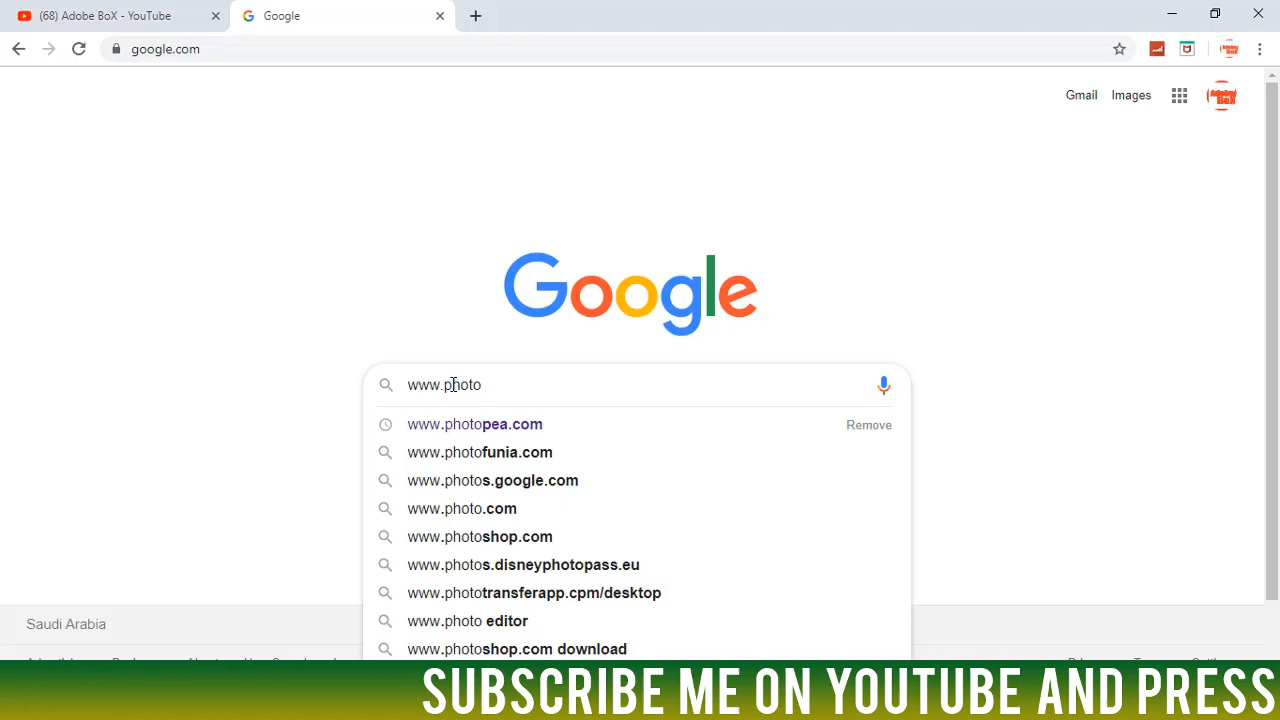 (68) Adobe BoX - YouTube
Google
google.com
Gmail Images
Google
www.photo
www.photopea.com Remove
www.photofunia.com
www.photos.google.com
www.photo.com
www.photoshop.com
www.photos.disneyphotopass.eu
www.phototransferapp.cpm/desktop
www.photo editor
Saudi Arabia
www.photoshop.com download
SUBSCRIBE ME ON YOUTUBE AND PRESS